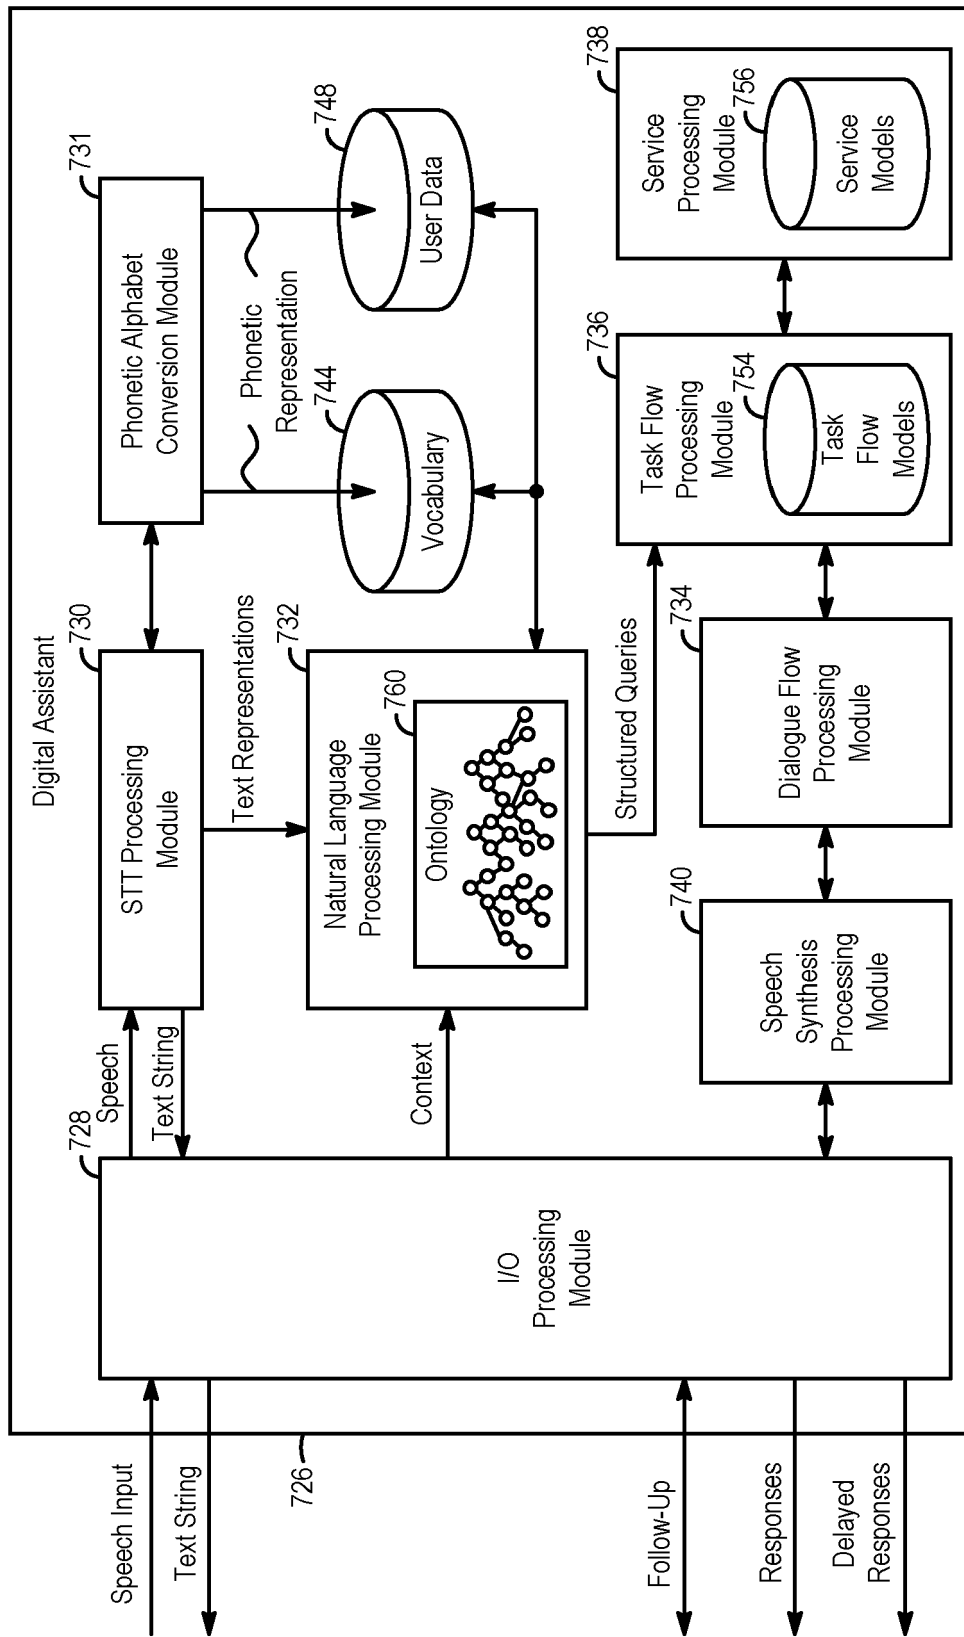 Digital Assistant
731
Phonetic Alphabet
Conversion Module
730
STT Processing
Module
728
Speech
Text String
Speech Input
Text String
Phonetic
Representation
748
User Data
744
Vocabulary
Text Representations
732
Natural Language
Processing Module
760
Ontology
Context
I/O
Processing
Module
726
Structured Queries
738
Service
Processing
Module
756
Service
Models
736
Task Flow
Processing
Module
754
Task
Flow
Models
734
Dialogue Flow
Processing
Module
740
Speech
Synthesis
Processing
Module
Follow-Up
Responses
Delayed
Responses